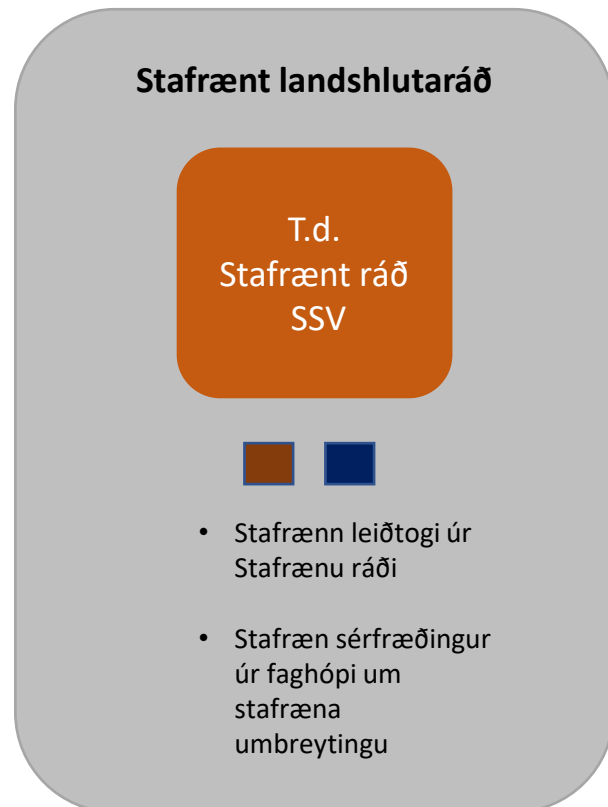 Stafrænt landshlutaráð
T.d.
Stafrænt ráð
SSV
• Stafrænn leiðtogi úr
Stafrænu ráði
• Stafræn sérfræðingur
úr faghópi um
stafræna
umbreytingu